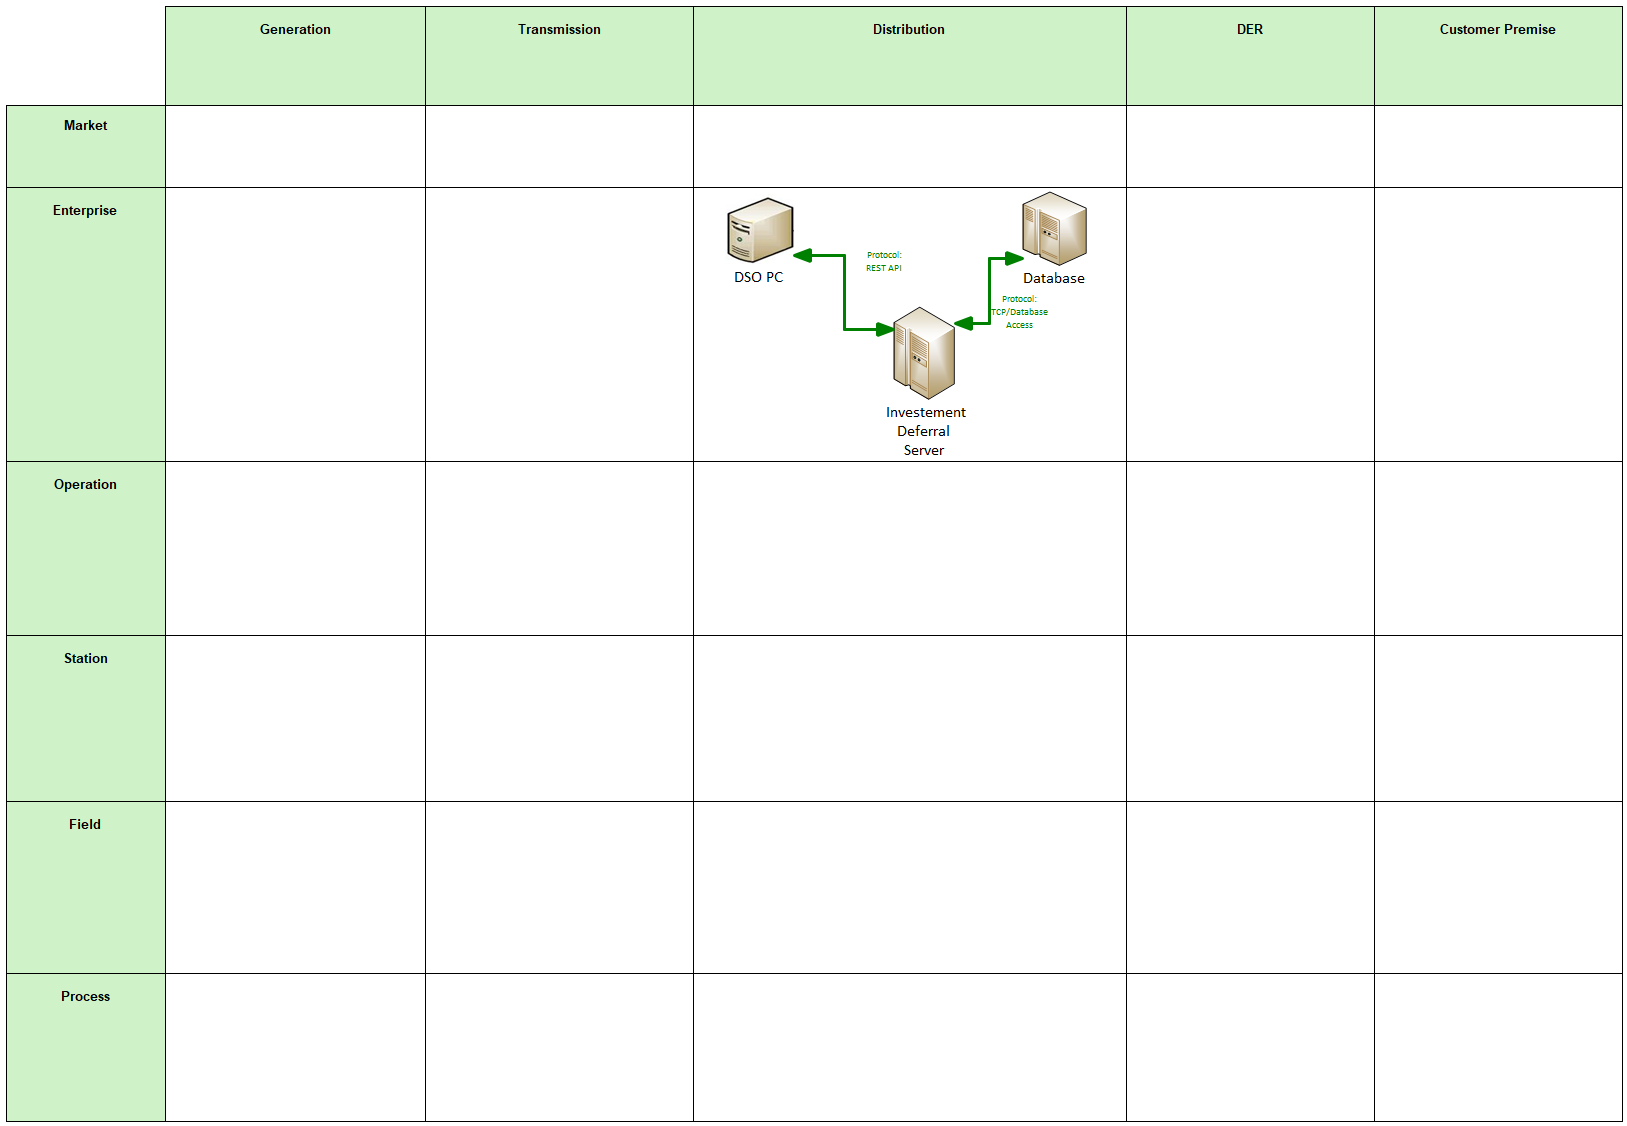 Generation
Transmission
Distribution
DER
Customer Premise
Market
Enterprise
DSO PC
Protocol:
REST API
Database
Protocol:
TCP/Database
Access
Investement
Deferral
Server
Operation
Station
Field
Process